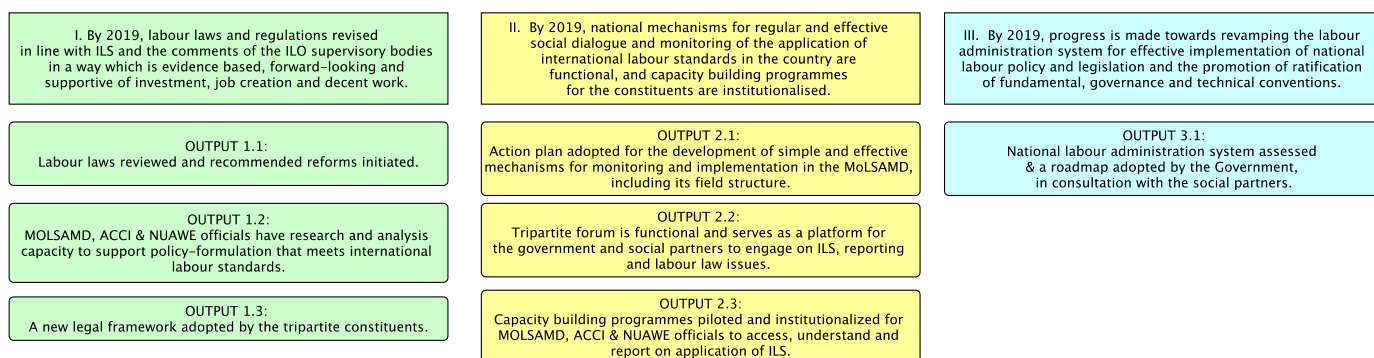 I. By 2019, labour laws and regulations revised
in line with ILS and the comments of the ILO supervisory bodies
in a way which is evidence based, forward-looking and
supportive of investment, job creation and decent work.
OUTPUT 1.1:
Labour laws reviewed and recommended reforms initiated.
OUTPUT 1.2:
MOLSAMD, ACCI & NUAWE officials have research and analysis
capacity to support policy-formulation that meets international
labour standards.
OUTPUT 1.3:
A new legal framework adopted by the tripartite constituents.
II. By 2019, national mechanisms for regular and effective
social dialogue and monitoring of the application of
international labour standards in the country are
functional, and capacity building programmes
for the constituents are institutionalised.
OUTPUT 2.1:
Action plan adopted for the development of simple and effective
mechanisms for monitoring and implementation in the MoLSAMD,
including its field structure.
OUTPUT 2.2:
Tripartite forum is functional and serves as a platform for
the government and social partners to engage on ILS, reporting
and labour law issues.
OUTPUT 2.3:
Capacity building programmes piloted and institutionalized for
MOLSAMD, ACCI & NUAWE officials to access, understand and
report on application of ILS.
III. By 2019, progress is made towards revamping the labour
administration system for effective implementation of national
labour policy and legislation and the promotion of ratification
of fundamental, governance and technical conventions.
OUTPUT 3.1:
National labour administration system assessed
& a roadmap adopted by the Government,
in consultation with the social partners.